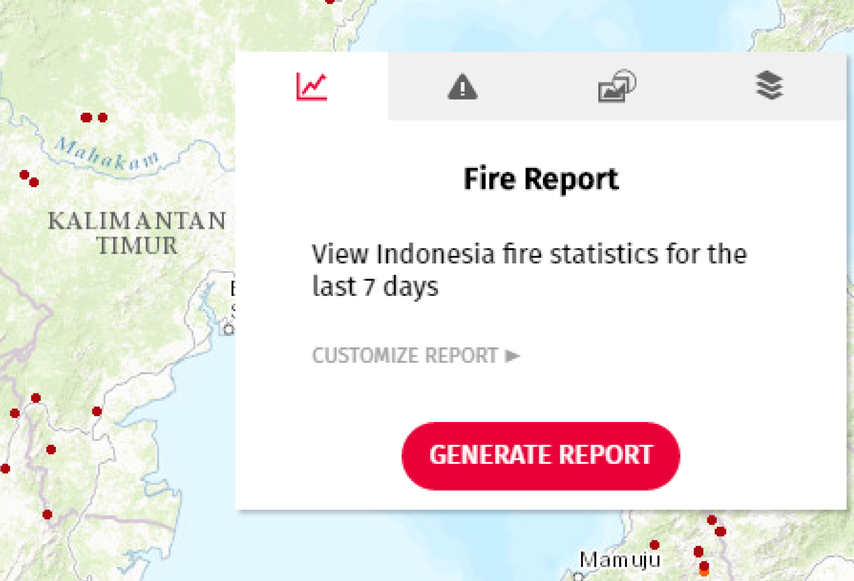 Mahakam
KALIMANTAN
TIMUR
Fire Report
View Indonesia fire statistics for the
last 7 days
CUSTOMIZE REPORT ►
GENERATE REPORT
Mamuju